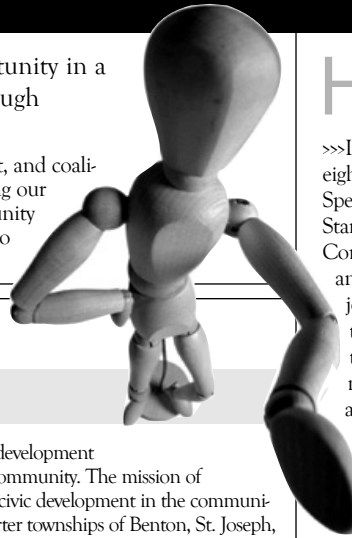 tunity in a
ugh
, and coali-
g our
unity
o
development
ommunity. The mission of
civic development in the communi-
rter townships of Benton, St. Joseph,
H
>>>I
eigh
Spe
Star
Con
an
j
t
t
r
a